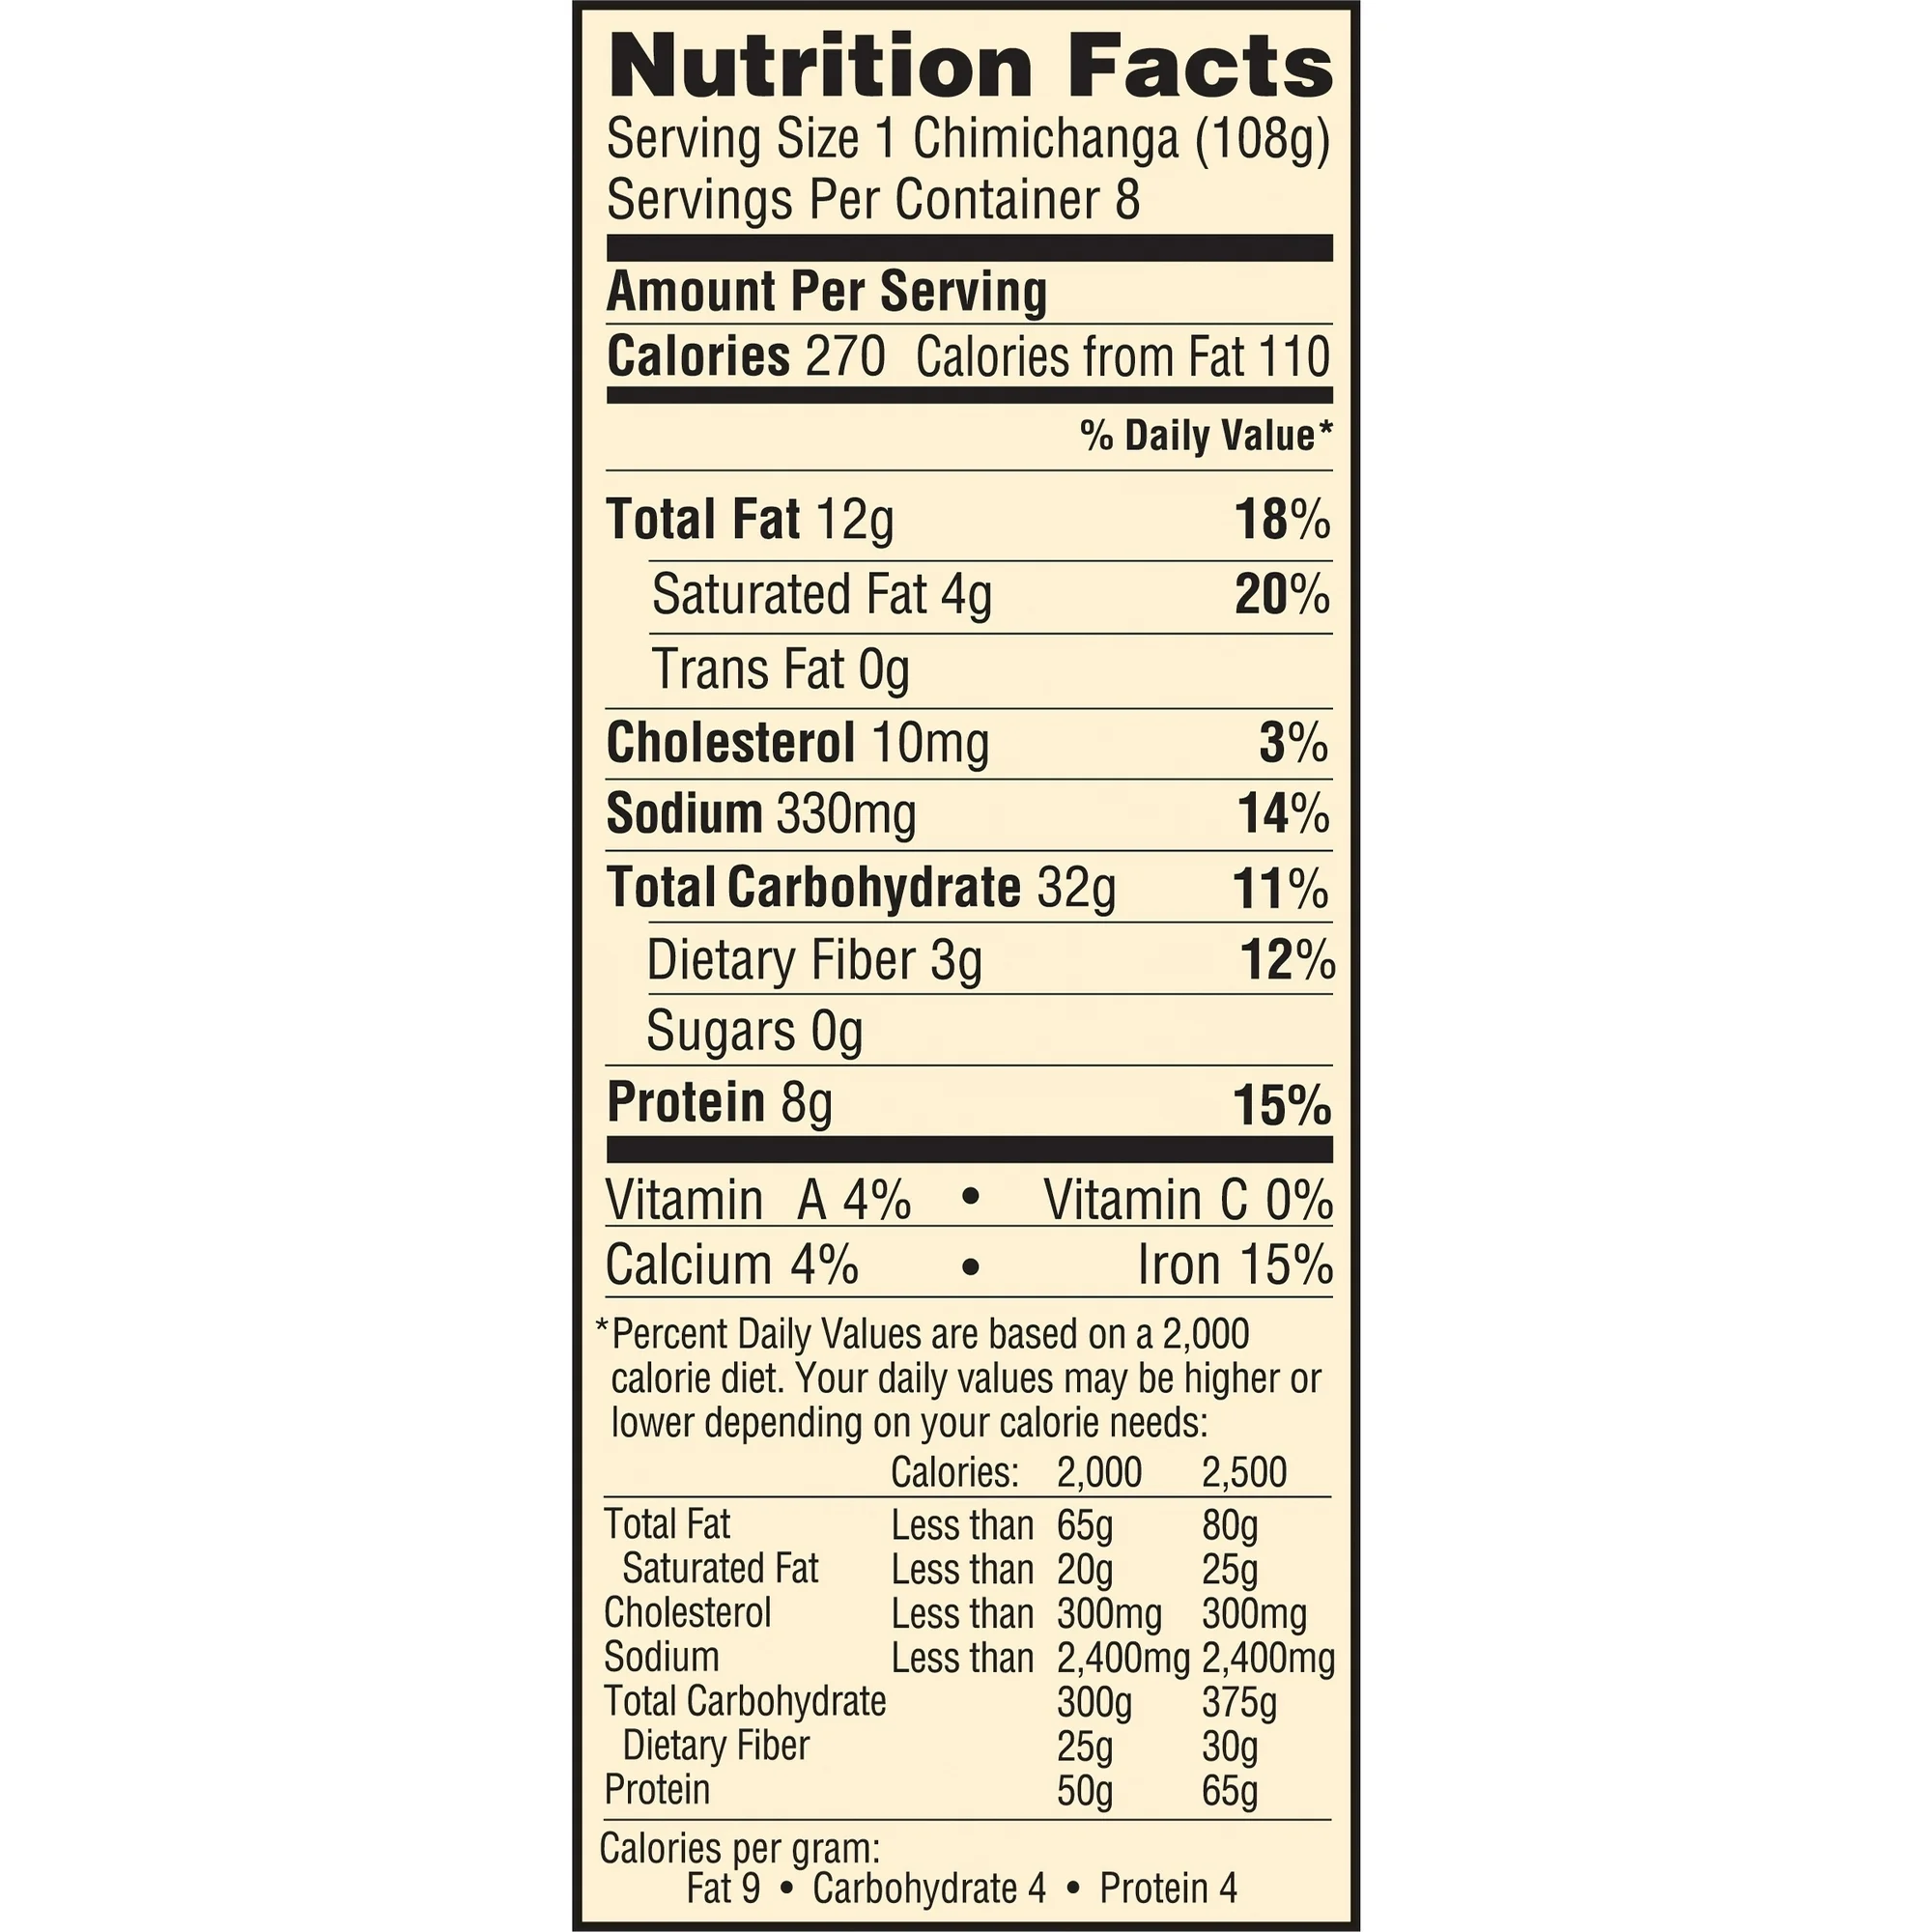 Nutrition Facts
Serving Size 1 Chimichanga (108g)
Servings Per Container 8
Amount Per Serving
Calories 270 Calories from Fat 110
% Daily Value*
Total Fat 12g 18%
Saturated Fat 4g 20%
Trans Fat 0g
Cholesterol 10mg 3%
Sodium 330mg 14%
Total Carbohydrate 32g 11%
Dietary Fiber 3g 12%
Sugars 0g
Protein 8g 15%
Vitamin A 4% • Vitamin C 0%
Calcium 4% • Iron 15%
*Percent Daily Values are based on a 2,000
calorie diet. Your daily values may be higher or
lower depending on your calorie needs:
Calories: 2,000 2,500
Total Fat Less than 65g 80g
Saturated Fat Less than 20g 25g
Cholesterol Less than 300mg 300mg
Sodium Less than 2,400mg 2,400mg
Total Carbohydrate 300g 375g
Dietary Fiber 25g 30g
Protein 50g 65g
Calories per gram:
Fat 9 • Carbohydrate 4 • Protein 4